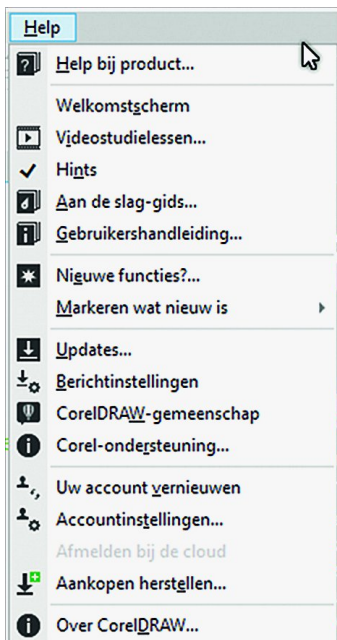 Help
Help bij product...
Welkomstscherm
Videostudielessen...
Hints
Aan de slag-gids...
Gebruikershandleiding...
Nieuwe functies?...
Markeren wat nieuw is
Updates...
Berichtinstellingen
CorelDRAW-gemeenschap
Corel-ondersteuning...
Uw account vernieuwen
Accountinstellingen...
Afmelden bij de cloud
Aankopen herstellen...
Over CorelDRAW...